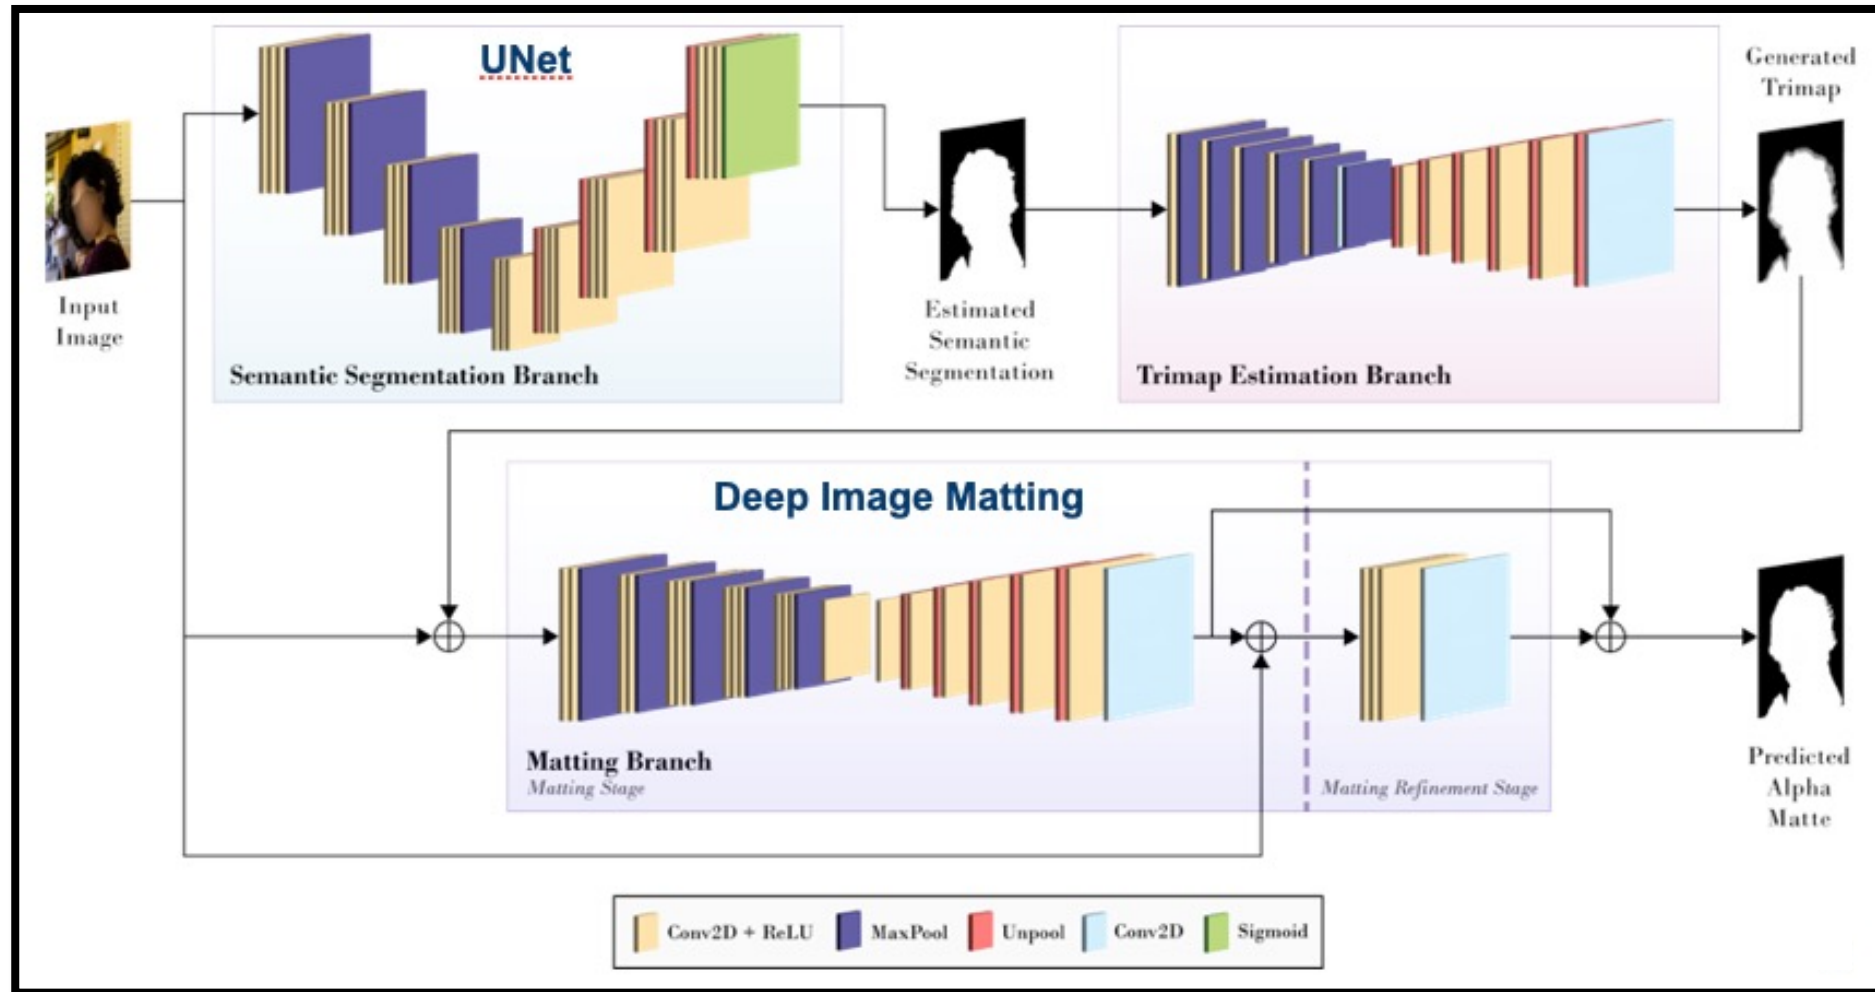 UNet
Generated
Trimap
Input
Image
Estimated
Semantic
Segmentation
Semantic Segmentation Branch
Trimap Estimation Branch
Deep Image Matting
Matting Branch
Matting Stage
Matting Refinement Stage
Predicted
Alpha
Matte
Conv2D + ReLU
MaxPool
Unpool
Conv2D
Sigmoid